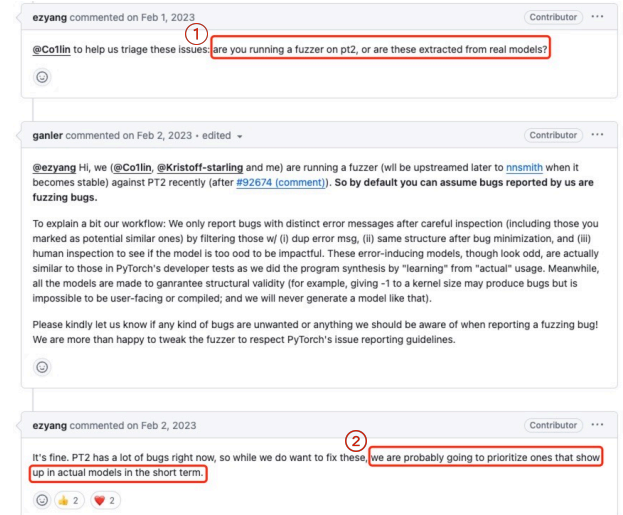 ezyang commented on Feb 1, 2023
Contributor
①
@Co1lin to help us triage these issues: are you running a fuzzer on pt2, or are these extracted from real models?
ganler commented on Feb 2, 2023 • edited
Contributor
@ezyang Hi, we (@Co1lin, @Kristoff-starling and me) are running a fuzzer (wll be upstreamed later to nnsmith when it
becomes stable) against PT2 recently (after #92674 (comment)). So by default you can assume bugs reported by us are
fuzzing bugs.
To explain a bit our workflow: We only report bugs with distinct error messages after careful inspection (including those you
marked as potential similar ones) by filtering those w/ (i) dup error msg, (ii) same structure after bug minimization, and (iii)
human inspection to see if the model is too ood to be impactful. These error-inducing models, though look odd, are actually
similar to those in PyTorch's developer tests as we did the program synthesis by "learning" from "actual" usage. Meanwhile,
all the models are made to ganrantee structural validity (for example, giving -1 to a kernel size may produce bugs but is
impossible to be user-facing or compiled; and we will never generate a model like that).
Please kindly let us know if any kind of bugs are unwanted or anything we should be aware of when reporting a fuzzing bug!
We are more than happy to tweak the fuzzer to respect PyTorch's issue reporting guidelines.
ezyang commented on Feb 2, 2023
Contributor
②
It's fine. PT2 has a lot of bugs right now, so while we do want to fix these, we are probably going to prioritize ones that show
up in actual models in the short term.
👍 2 ❤️ 2